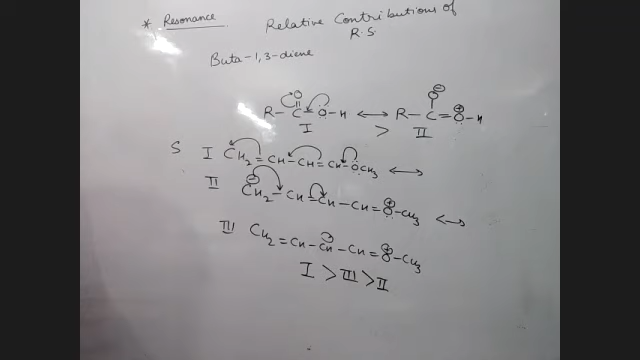 * Resonance Relative Contributions of
R.S.
Buta-1,3-diene
R-C(=O)-Ö-H ⟷ R-C(-O⊖)=O⊕-H
I > II
S I CH2=CH-CH=CH-ÖCH3 ⟷
II ⊖CH2-CH=CH-CH=O⊕-CH3 ⟷
III CH2=CH-CH⊖-CH=O⊕-CH3
I > III > II